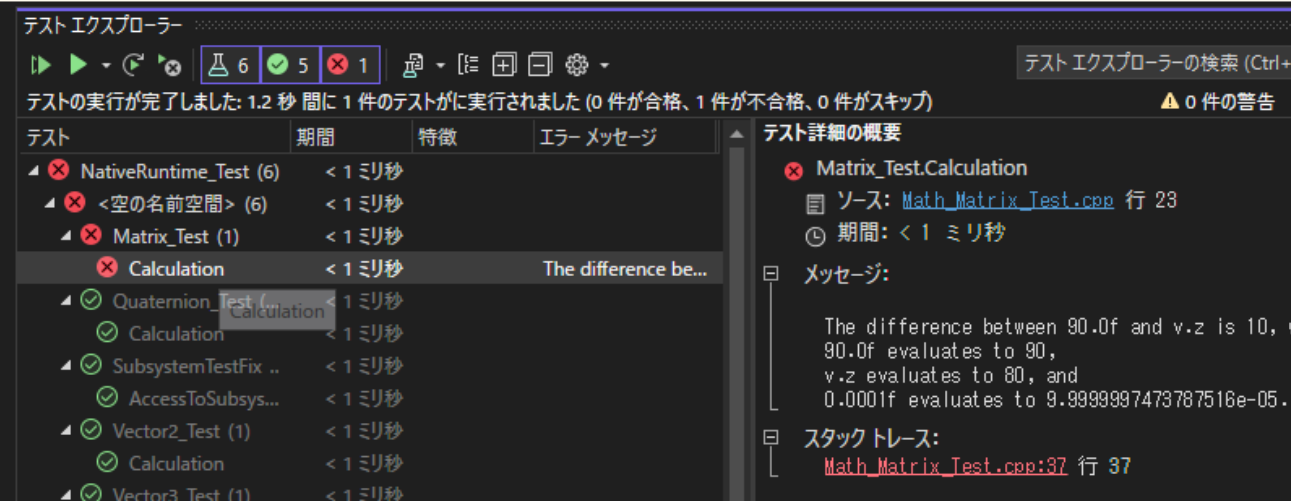 テスト エクスプローラー
6 5 1
テスト エクスプローラーの検索 (Ctrl+
テストの実行が完了しました: 1.2 秒 間に 1 件のテストがに実行されました (0 件が合格、1 件が不合格、0 件がスキップ)
0 件の警告
テスト 期間 特徴 エラー メッセージ
NativeRuntime_Test (6) < 1 ミリ秒
<空の名前空間> (6) < 1 ミリ秒
Matrix_Test (1) < 1 ミリ秒
Calculation < 1 ミリ秒 The difference be...
Quaternion_Test (... < 1 ミリ秒
Calculation
Calculation < 1 ミリ秒
SubsystemTestFix .. < 1 ミリ秒
AccessToSubsys... < 1 ミリ秒
Vector2_Test (1) < 1 ミリ秒
Calculation < 1 ミリ秒
Vector3_Test (1) < 1 ミリ秒
テスト詳細の概要
Matrix_Test.Calculation
ソース: Math_Matrix_Test.cpp 行 23
期間: < 1 ミリ秒
メッセージ:
The difference between 90.0f and v.z is 10,
90.0f evaluates to 90,
v.z evaluates to 80, and
0.0001f evaluates to 9.9999997473787516e-05.
スタック トレース:
Math_Matrix_Test.cpp:37 行 37